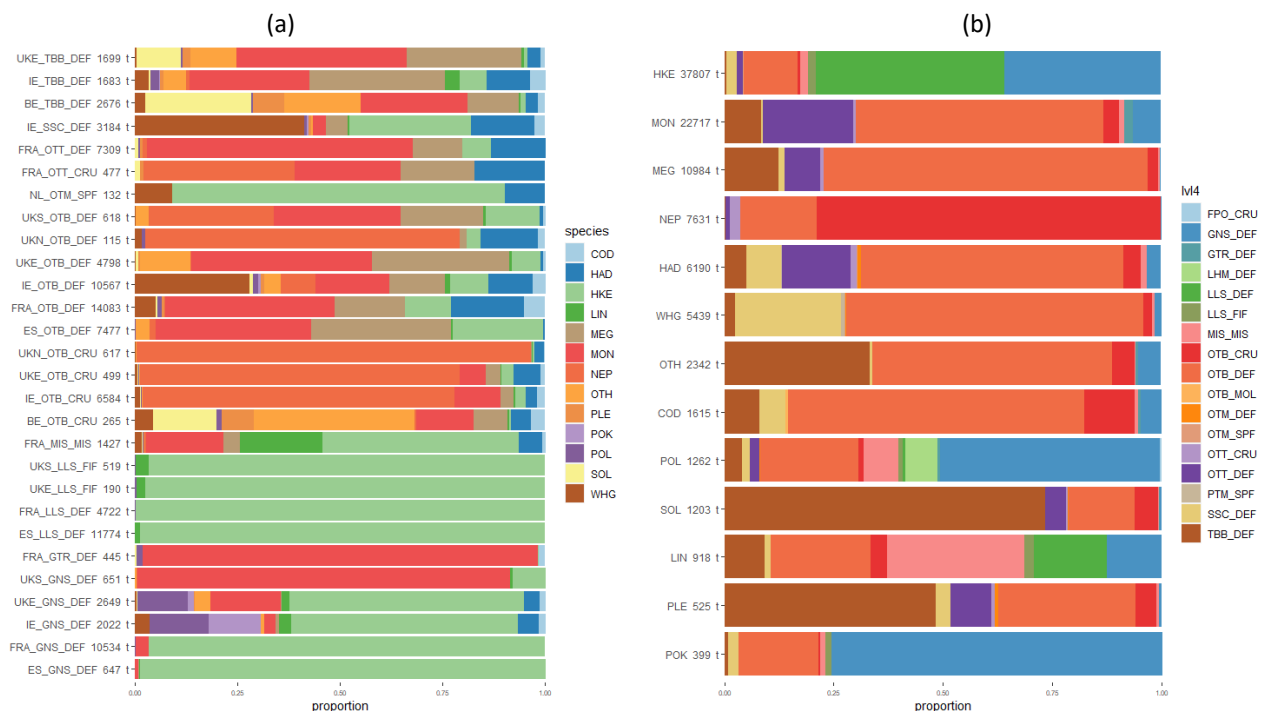 (a)
UKE_TBB_DEF 1699 t
IE_TBB_DEF 1683 t
BE_TBB_DEF 2676 t
IE_SSC_DEF 3184 t
FRA_OTT_DEF 7309 t
FRA_OTT_CRU 477 t
NL_OTM_SPF 132 t
UKS_OTB_DEF 618 t
UKN_OTB_DEF 115 t
UKE_OTB_DEF 4798 t
IE_OTB_DEF 10567 t
FRA_OTB_DEF 14083 t
ES_OTB_DEF 7477 t
UKN_OTB_CRU 617 t
UKE_OTB_CRU 499 t
IE_OTB_CRU 6584 t
BE_OTB_CRU 265 t
FRA_MIS_MIS 1427 t
UKS_LLS_FIF 519 t
UKE_LLS_FIF 190 t
FRA_LLS_DEF 4722 t
ES_LLS_DEF 11774 t
FRA_GTR_DEF 445 t
UKS_GNS_DEF 651 t
UKE_GNS_DEF 2649 t
IE_GNS_DEF 2022 t
FRA_GNS_DEF 10534 t
ES_GNS_DEF 647 t
0.00 0.25 0.50 0.75 1.00
proportion
species
COD
HAD
HKE
LIN
MEG
MON
NEP
OTH
PLE
POK
POL
SOL
WHG
(b)
HKE 37807 t
MON 22717 t
MEG 10984 t
NEP 7631 t
HAD 6190 t
WHG 5439 t
OTH 2342 t
COD 1615 t
POL 1262 t
SOL 1203 t
LIN 918 t
PLE 525 t
POK 399 t
0.00 0.25 0.50 0.75 1.00
proportion
lvl4
FPO_CRU
GNS_DEF
GTR_DEF
LHM_DEF
LLS_DEF
LLS_FIF
MIS_MIS
OTB_CRU
OTB_DEF
OTB_MOL
OTM_DEF
OTM_SPF
OTT_CRU
OTT_DEF
PTM_SPF
SSC_DEF
TBB_DEF